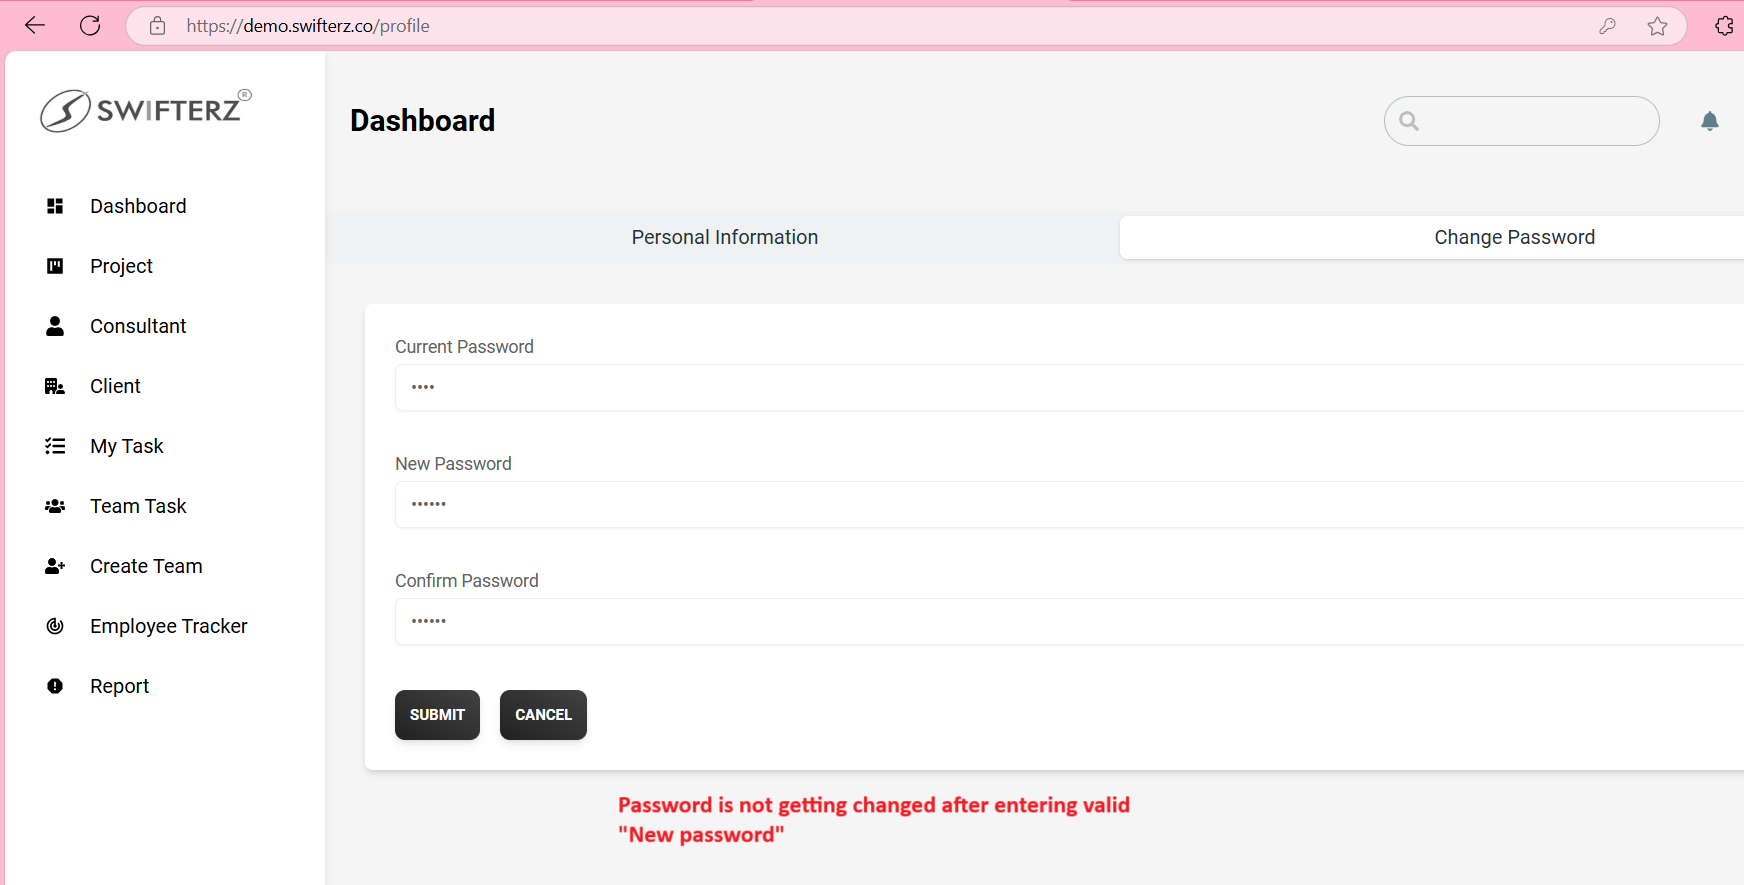 https://demo.swifterz.co/profile
SWIFTERZ®
Dashboard
Dashboard
Project
Consultant
Client
My Task
Team Task
Create Team
Employee Tracker
Report
Personal Information
Change Password
Current Password
••••
New Password
••••••
Confirm Password
••••••
SUBMIT
CANCEL
Password is not getting changed after entering valid
"New password"